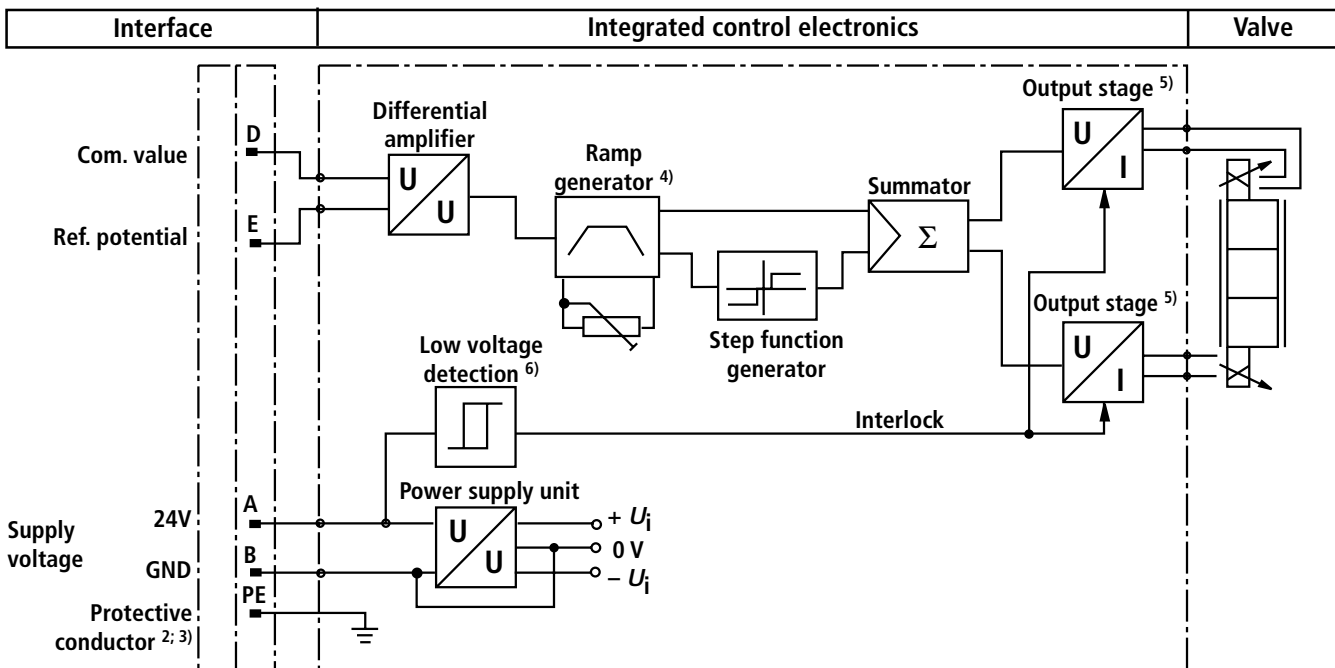 Interface
Integrated control electronics
Valve
Output stage 5)
Differential
amplifier
D
Com. value
U
U
Ramp
generator 4)
Summator
U
I
E
Ref. potential
Σ
Output stage 5)
Low voltage
detection 6)
Step function
generator
U
I
Interlock
Power supply unit
24V
A
+ Ui
Supply
voltage
U
U
0 V
B
GND
– Ui
PE
Protective
conductor 2; 3)